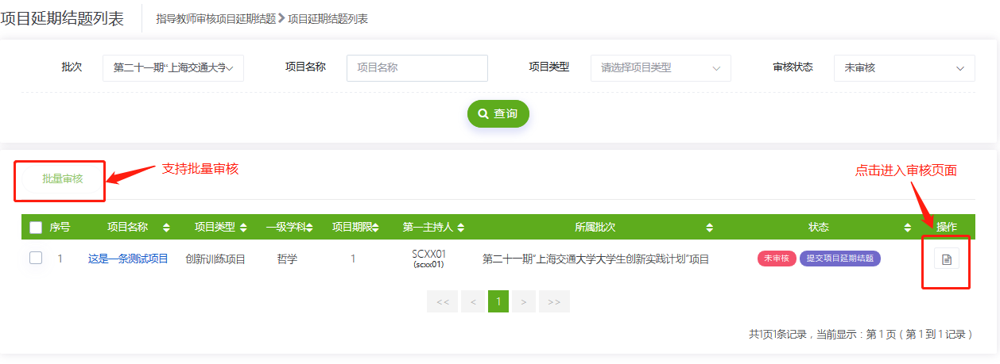 项目延期结题列表 指导教师审核项目延期结题 > 项目延期结题列表
批次 第二十一期"上海交通大学 项目名称 项目名称 项目类型 请选择项目类型 审核状态 未审核
查询
批量审核 支持批量审核 点击进入审核页面
序号 项目名称 项目类型 一级学科 项目期限 第一主持人 所属批次 状态 操作
1 这是一条测试项目 创新训练项目 哲学 1 SCXX01 第二十一期"上海交通大学大学生创新实践计划"项目 未审核 提交项目延期结题
(scxx01)
<< < 1 > >>
共1页1条记录，当前显示：第 1 页（第 1 到 1 记录）